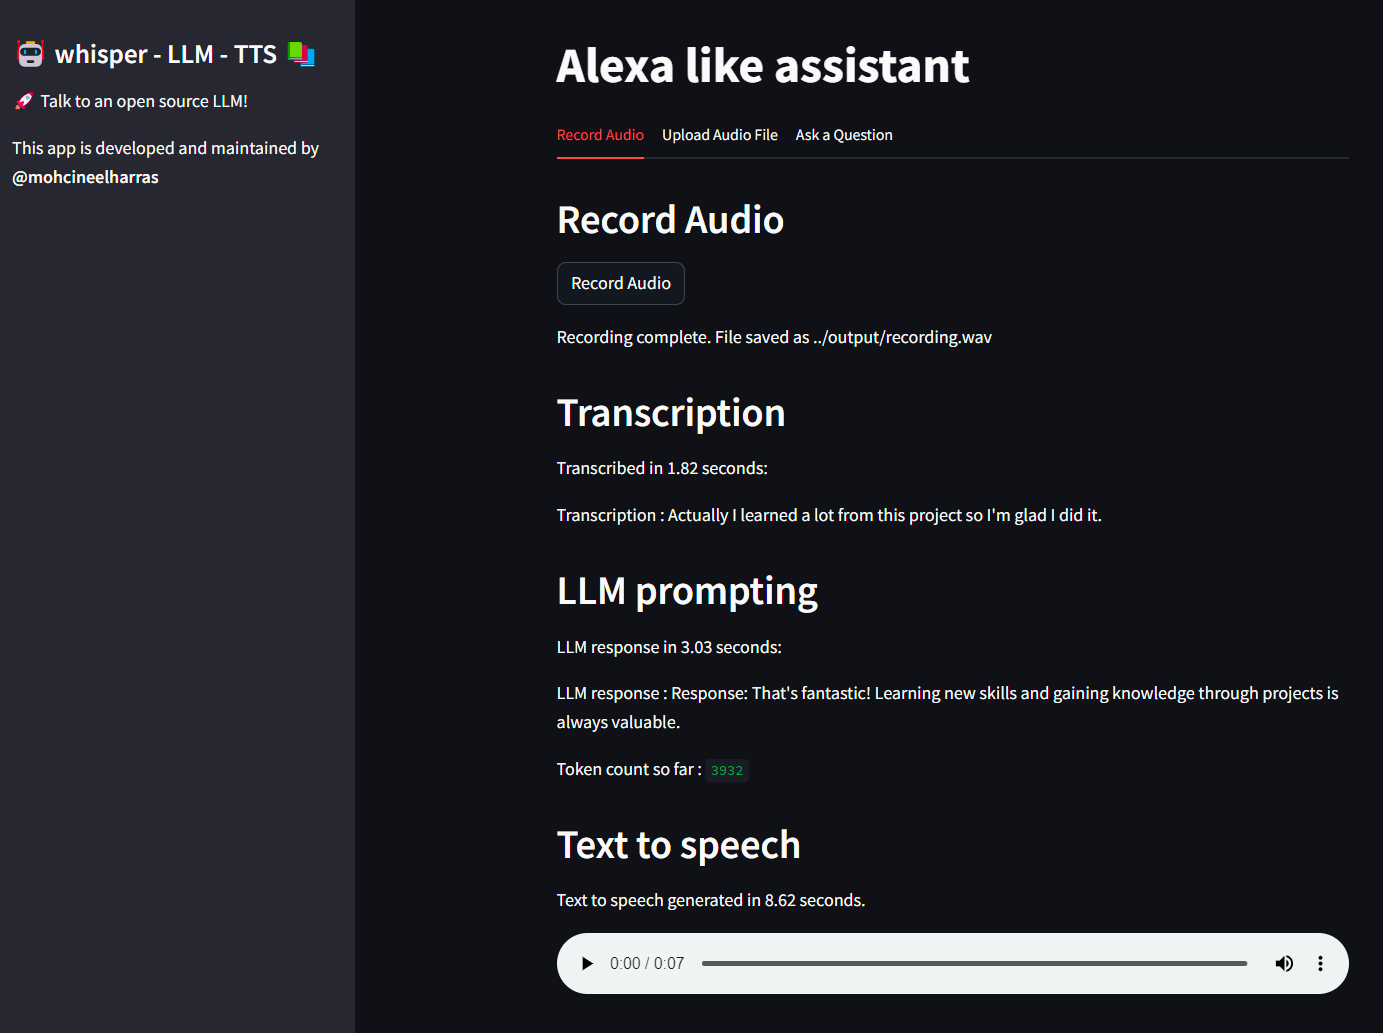 whisper - LLM - TTS
Talk to an open source LLM!
This app is developed and maintained by
@mohcineelharras
Alexa like assistant
Record Audio Upload Audio File Ask a Question
Record Audio
Record Audio
Recording complete. File saved as ../output/recording.wav
Transcription
Transcribed in 1.82 seconds:
Transcription : Actually I learned a lot from this project so I'm glad I did it.
LLM prompting
LLM response in 3.03 seconds:
LLM response : Response: That's fantastic! Learning new skills and gaining knowledge through projects is
always valuable.
Token count so far : 3932
Text to speech
Text to speech generated in 8.62 seconds.
0:00 / 0:07